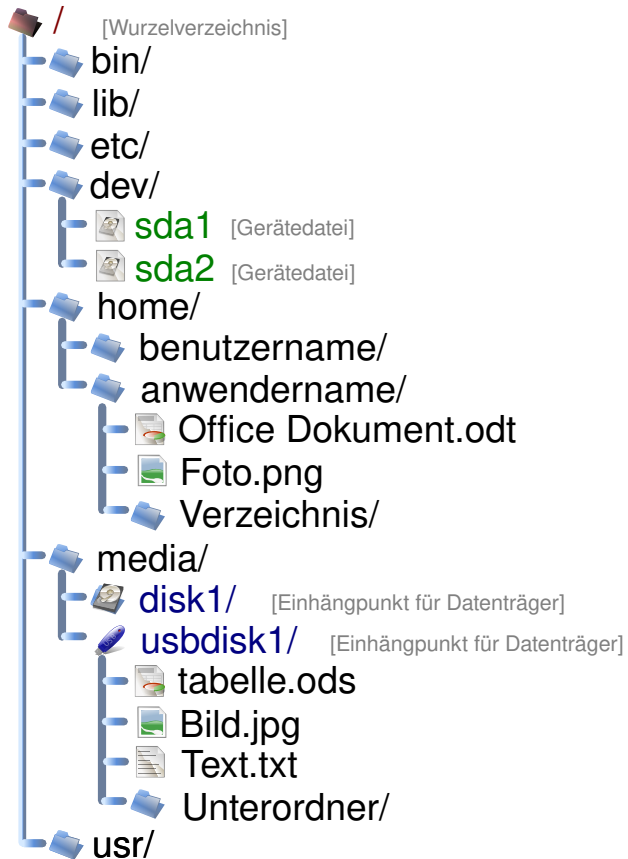 / [Wurzelverzeichnis]
bin/
lib/
etc/
dev/
sda1 [Gerätedatei]
sda2 [Gerätedatei]
home/
benutzername/
anwendername/
Office Dokument.odt
Foto.png
Verzeichnis/
media/
disk1/ [Einhängpunkt für Datenträger]
usbdisk1/ [Einhängpunkt für Datenträger]
tabelle.ods
Bild.jpg
Text.txt
Unterordner/
usr/